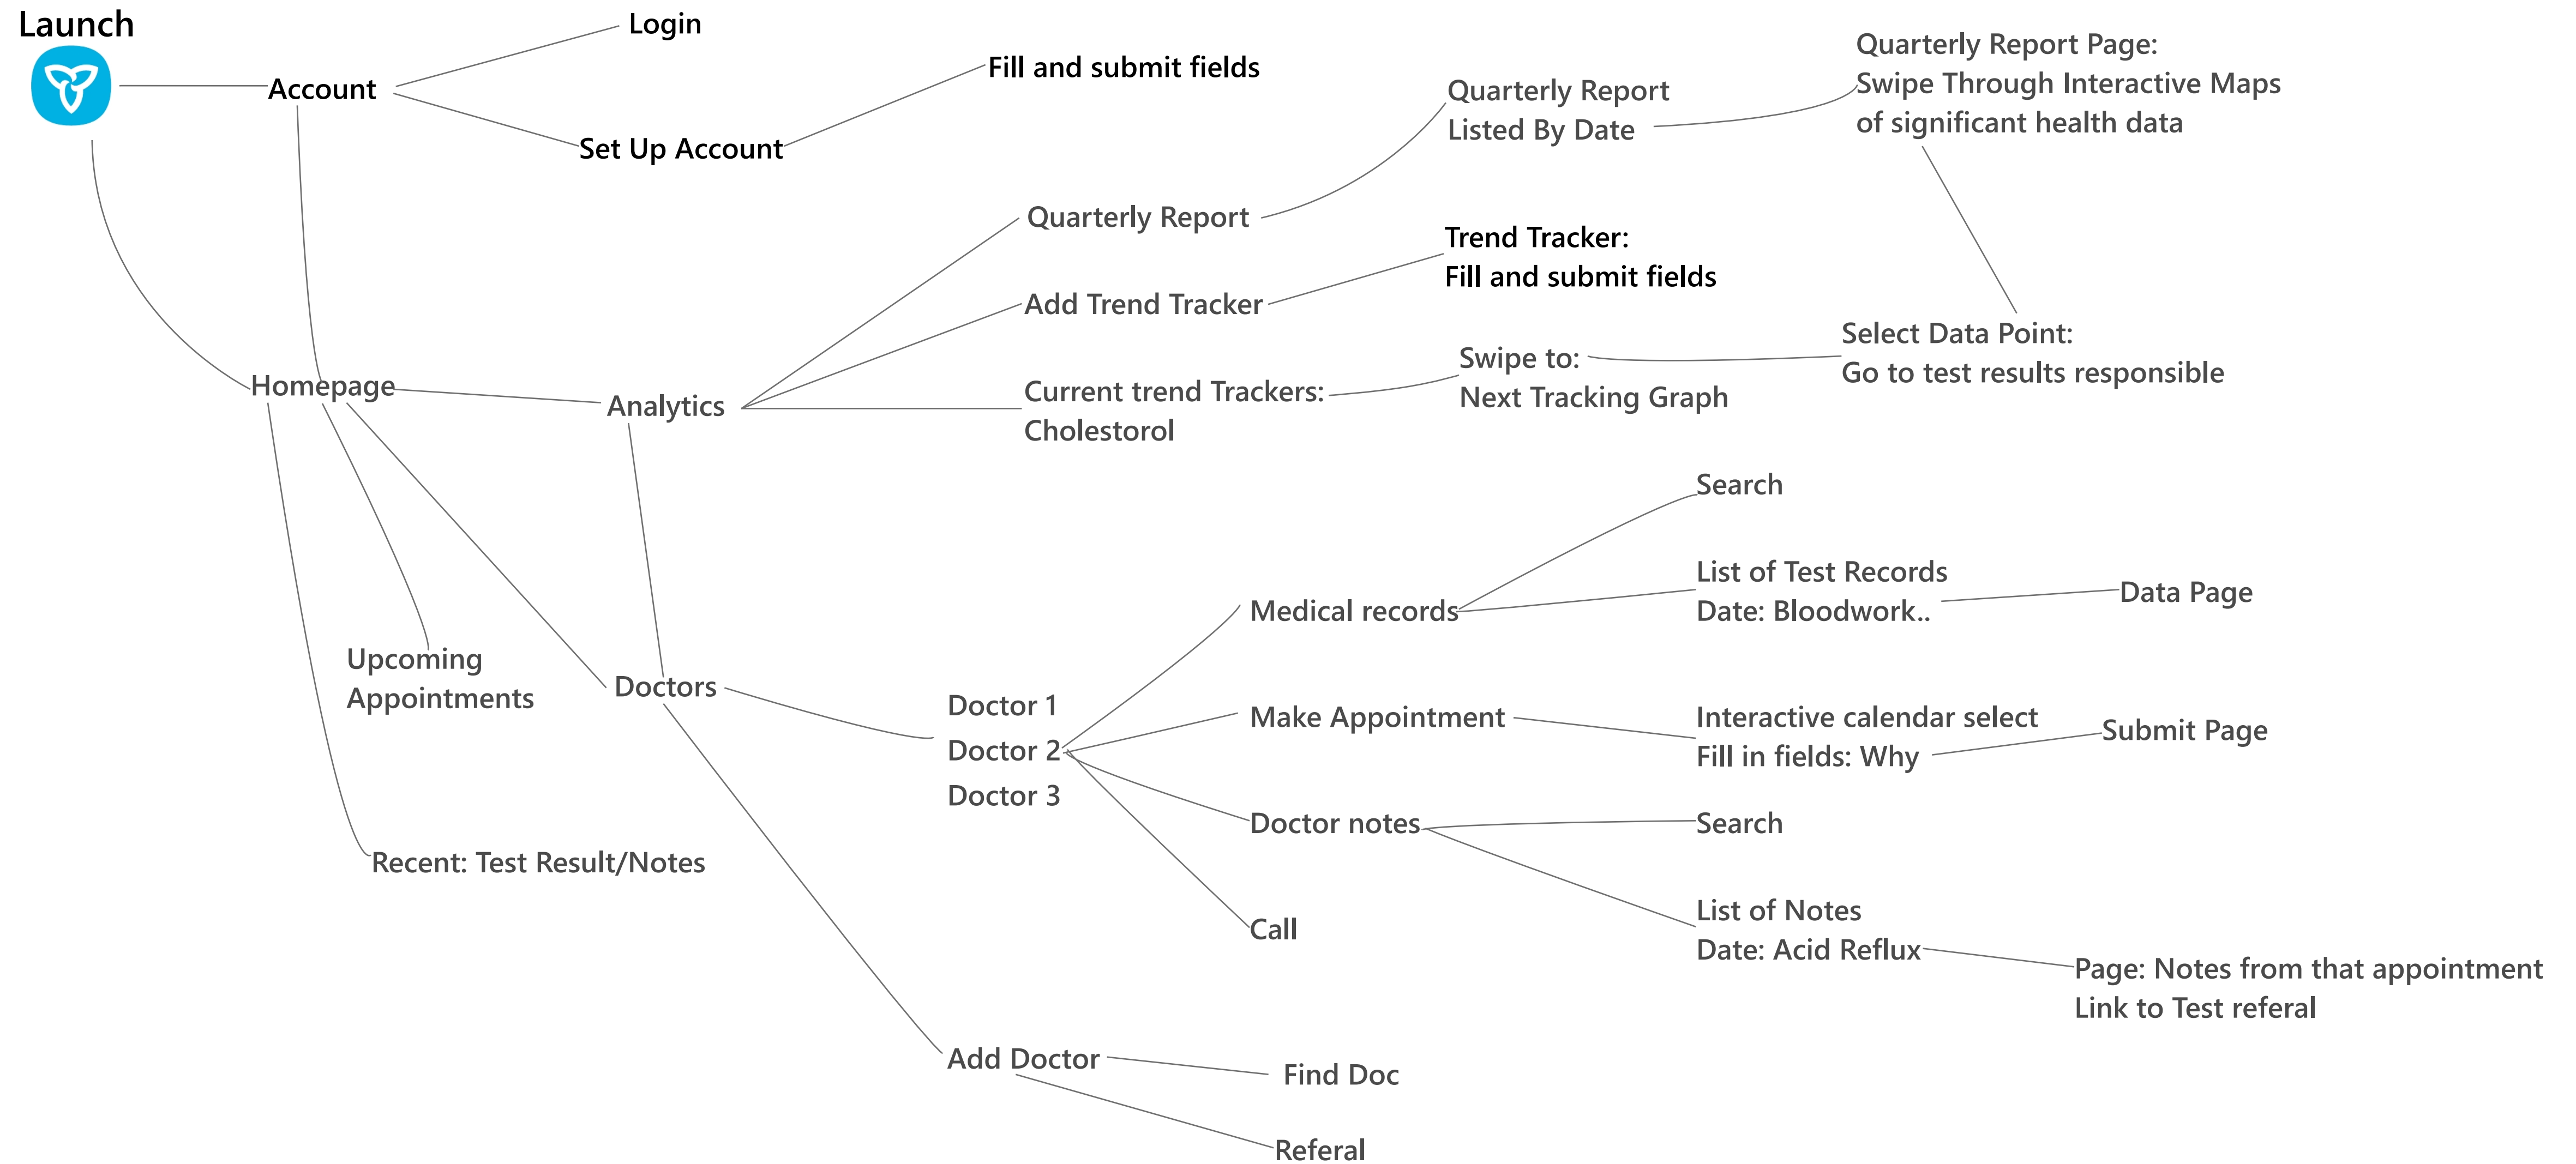 Launch
Account
Login
Set Up Account
Fill and submit fields
Homepage
Analytics
Quarterly Report
Quarterly Report
Listed By Date
Quarterly Report Page:
Swipe Through Interactive Maps
of significant health data
Add Trend Tracker
Trend Tracker:
Fill and submit fields
Current trend Trackers:
Cholestorol
Swipe to:
Next Tracking Graph
Select Data Point:
Go to test results responsible
Upcoming
Appointments
Recent: Test Result/Notes
Doctors
Doctor 1
Doctor 2
Doctor 3
Medical records
Search
List of Test Records
Date: Bloodwork..
Data Page
Make Appointment
Interactive calendar select
Fill in fields: Why
Submit Page
Doctor notes
Search
List of Notes
Date: Acid Reflux
Page: Notes from that appointment
Link to Test referal
Call
Add Doctor
Find Doc
Referal